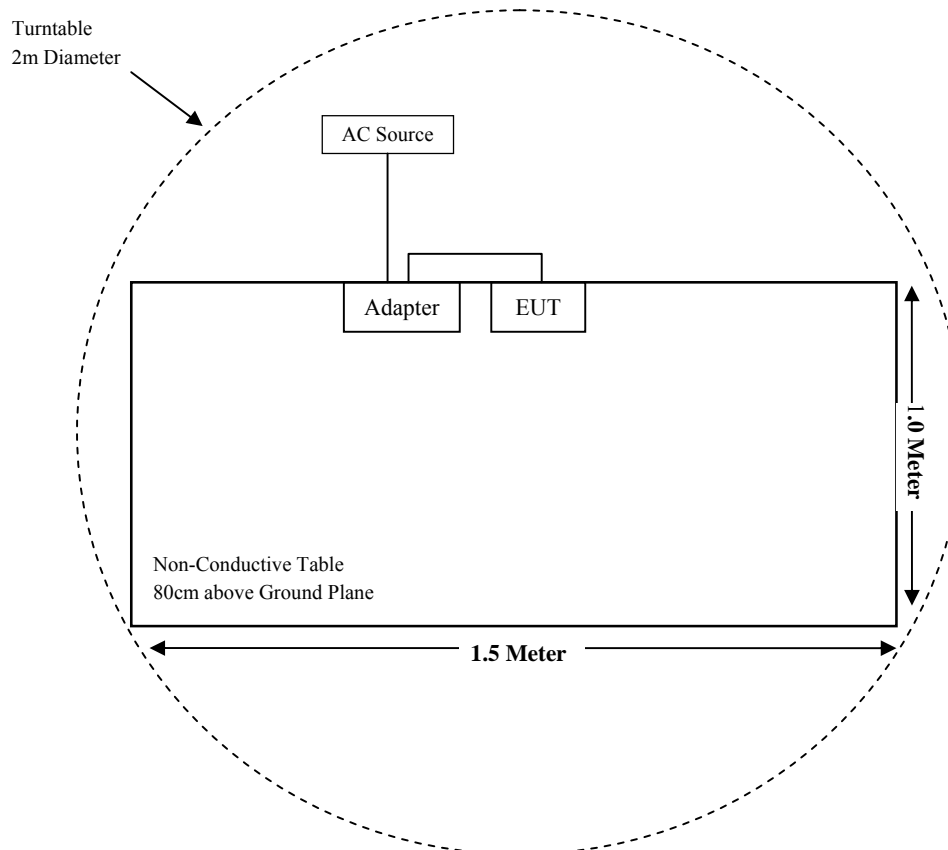 Turntable
2m Diameter
AC Source
Adapter
EUT
1.0 Meter
Non-Conductive Table
80cm above Ground Plane
1.5 Meter